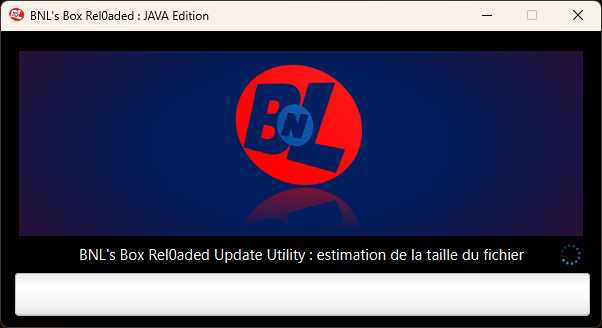 BNL's Box Rel0aded : JAVA Edition
BNL
BNL's Box Rel0aded Update Utility : estimation de la taille du fichier